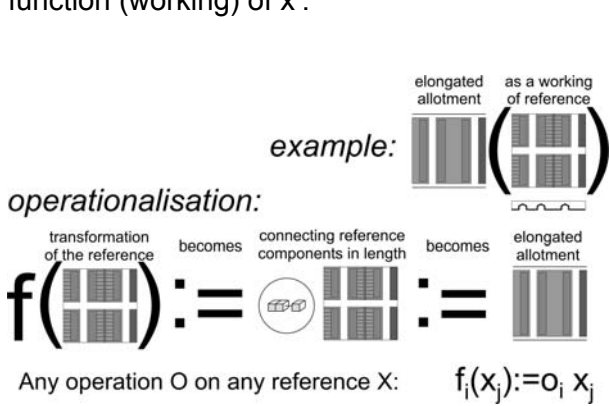 function (working) of x'.
elongated allotment
as a working of reference
example:
(
)
operationalisation:
transformation of the reference
becomes
connecting reference components in length
becomes
elongated allotment
f( ) := :=
Any operation O on any reference X:
fi(xj):=oi xj